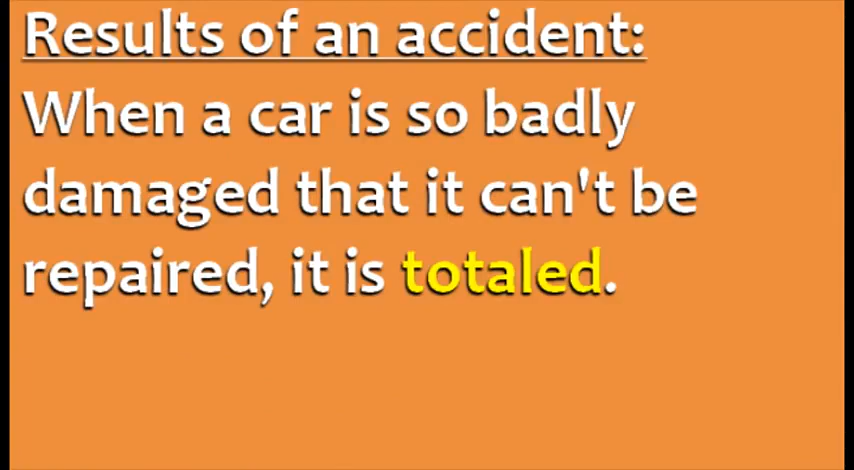 Results of an accident:
When a car is so badly
damaged that it can't be
repaired, it is totaled.